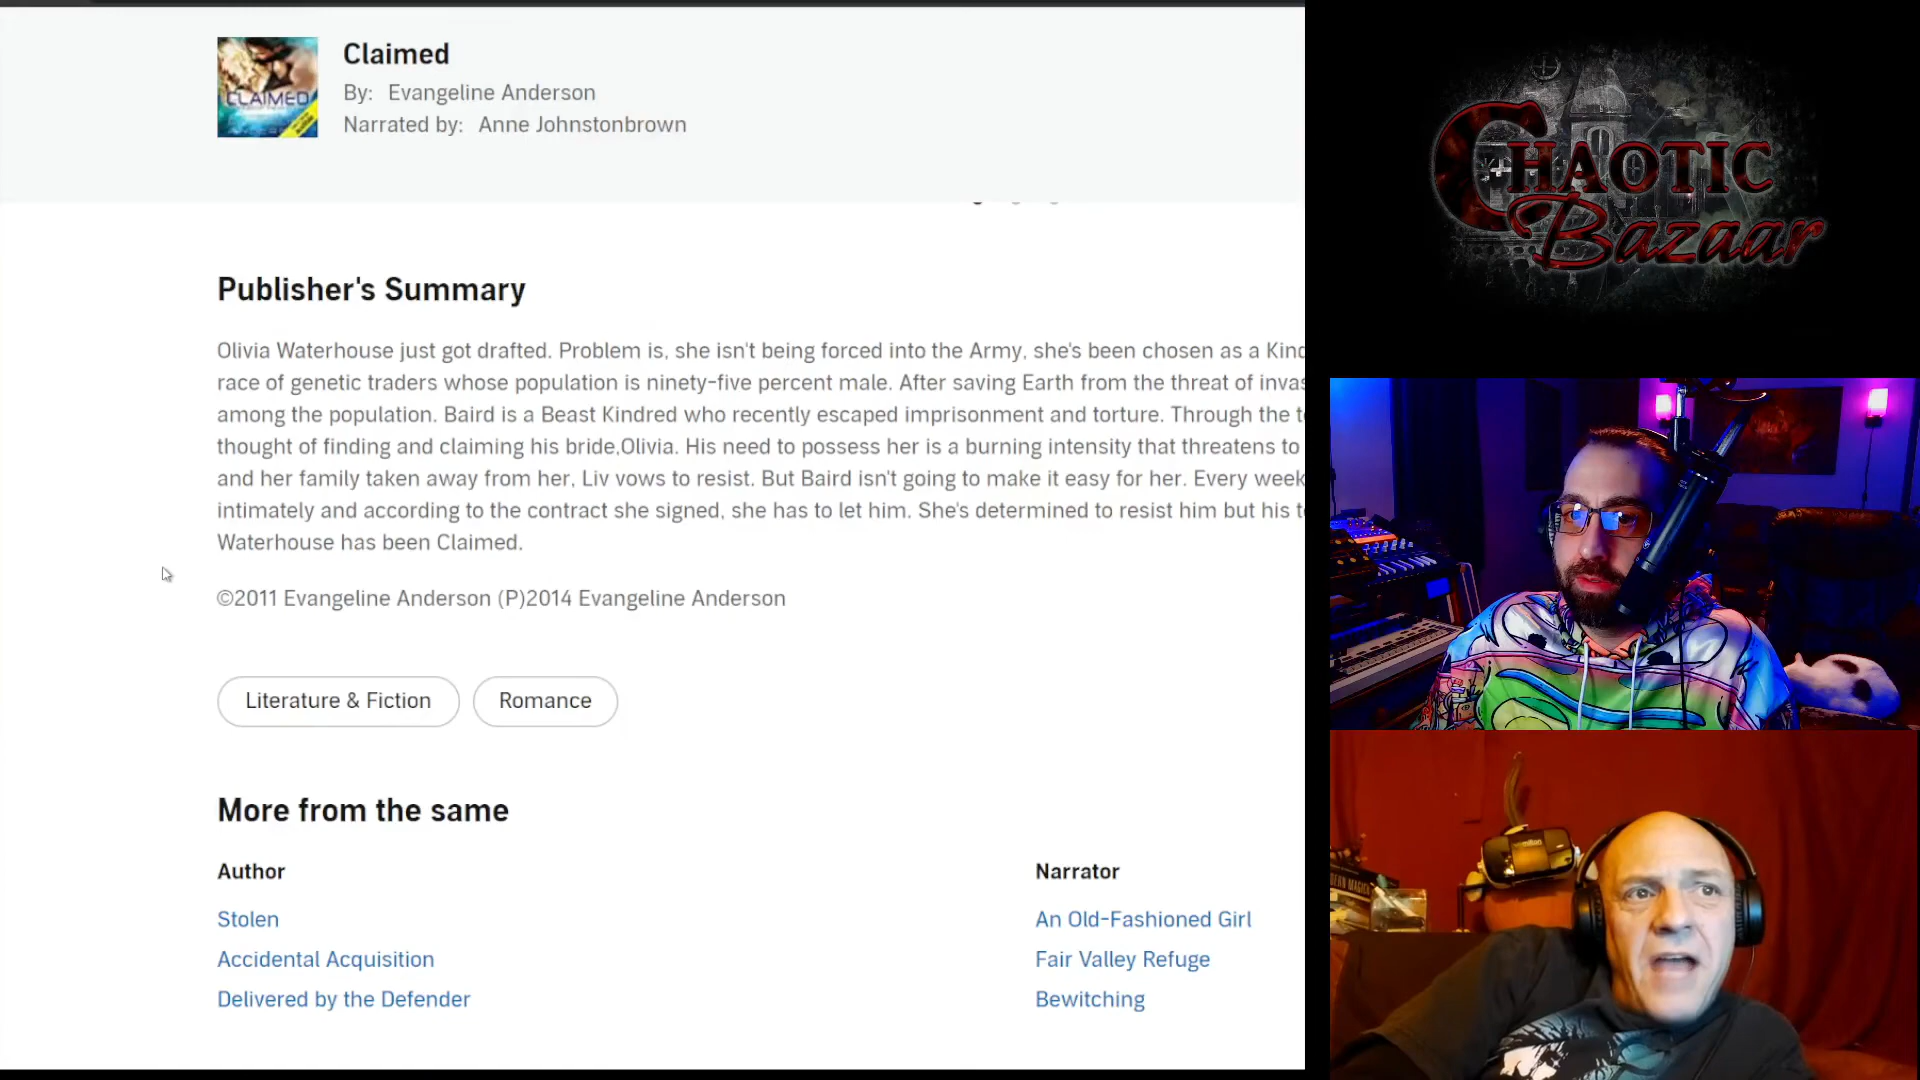 Claimed
By: Evangeline Anderson
Narrated by: Anne Johnstonbrown
CLAIMED
Publisher's Summary
Olivia Waterhouse just got drafted. Problem is, she isn't being forced into the Army, she's been chosen as a Kind
race of genetic traders whose population is ninety-five percent male. After saving Earth from the threat of invas
among the population. Baird is a Beast Kindred who recently escaped imprisonment and torture. Through the t
thought of finding and claiming his bride,Olivia. His need to possess her is a burning intensity that threatens to
and her family taken away from her, Liv vows to resist. But Baird isn't going to make it easy for her. Every week
intimately and according to the contract she signed, she has to let him. She's determined to resist him but his t
Waterhouse has been Claimed.
©2011 Evangeline Anderson (P)2014 Evangeline Anderson
Literature & Fiction
Romance
More from the same
Author
Stolen
Accidental Acquisition
Delivered by the Defender
Narrator
An Old-Fashioned Girl
Fair Valley Refuge
Bewitching
CHAOTIC
Bazaar